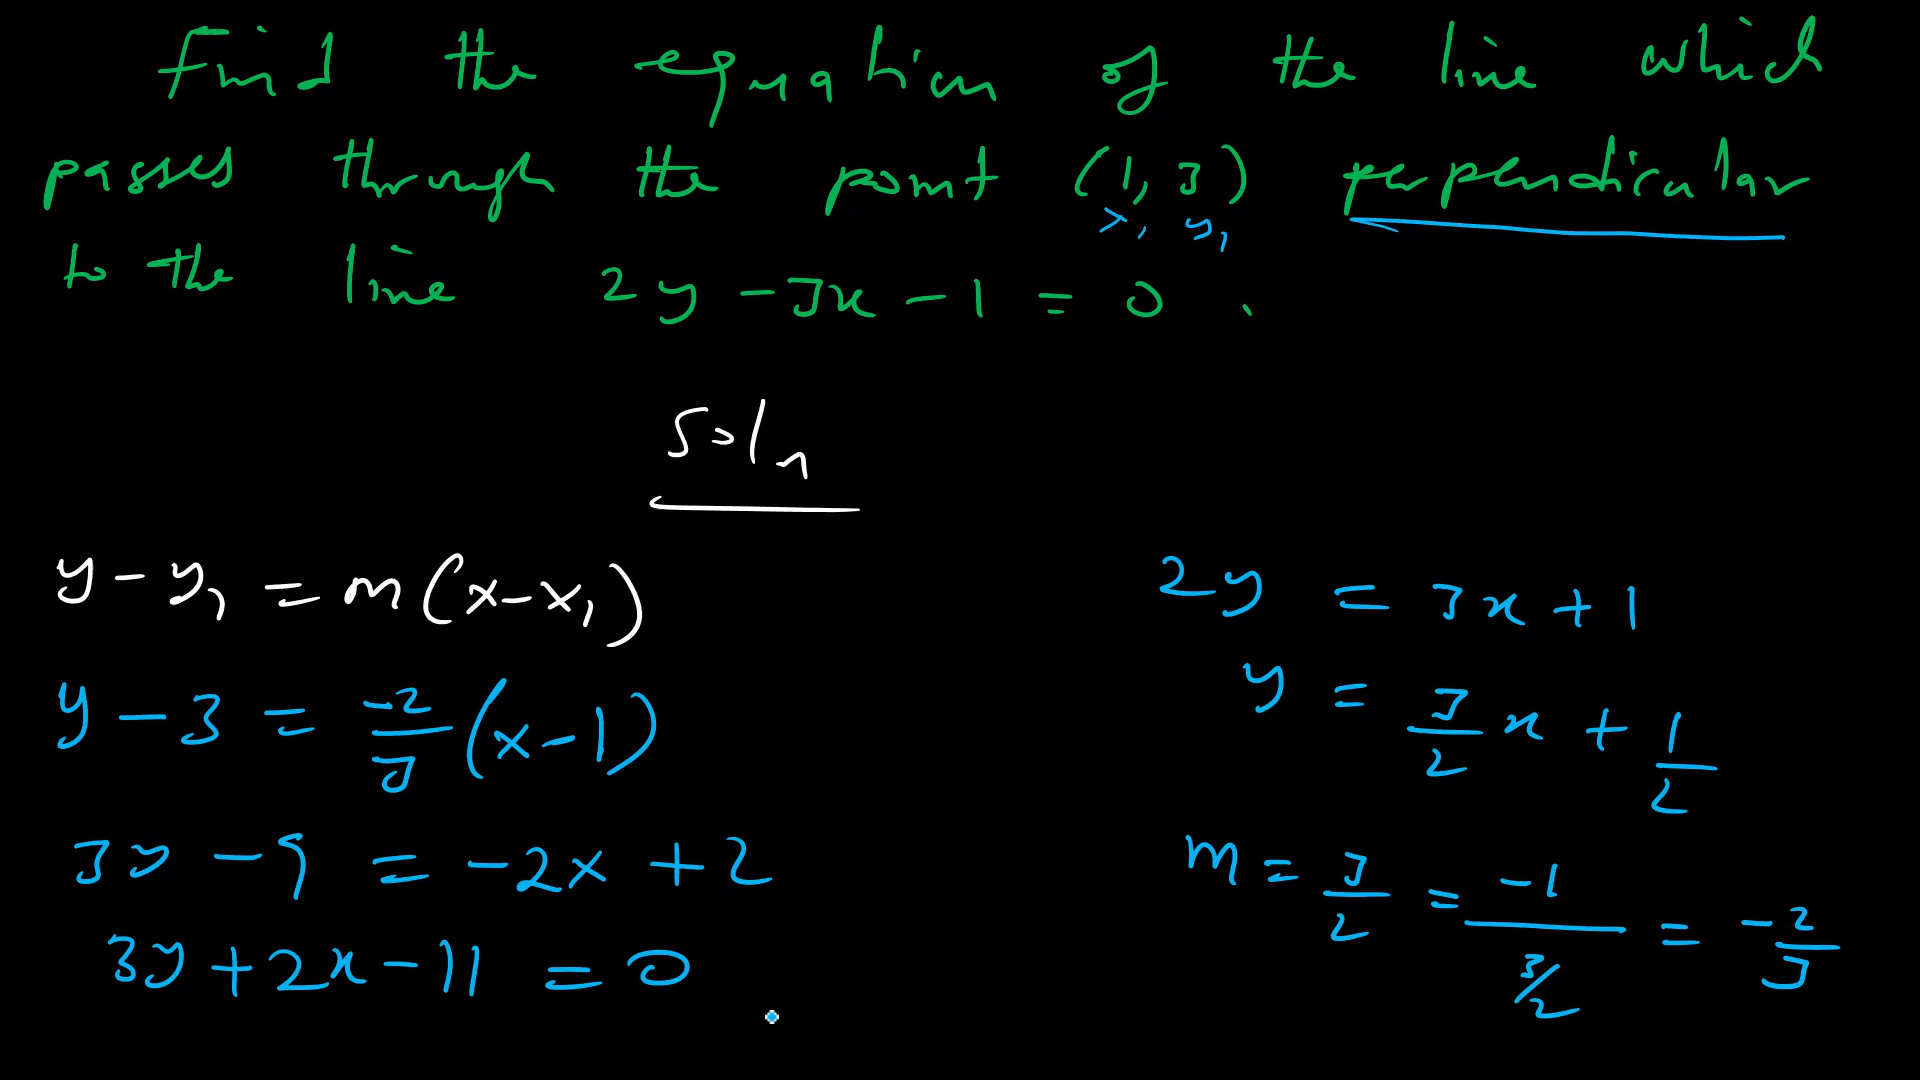 Find the equation of the line which
passes through the point (1, 3) perpendicular
x₁ y₁
to the line 2y - 3x - 1 = 0 .
Soln
y - y₁ = m(x - x₁)
y - 3 = -2/3 (x - 1)
3y - 9 = -2x + 2
3y + 2x - 11 = 0
2y = 3x + 1
y = 3/2 x + 1/2
m = 3/2 = -1/(3/2) = -2/3